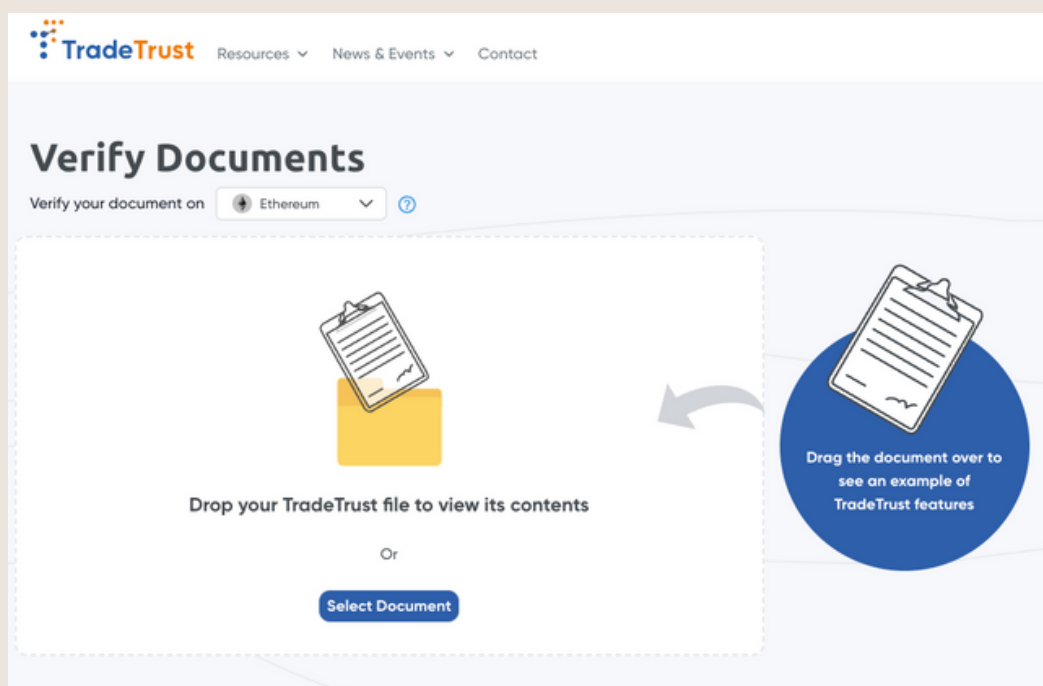 TradeTrust Resources News & Events Contact
Verify Documents
Verify your document on Ethereum ?
Drop your TradeTrust file to view its contents
Or
Select Document
Drag the document over to
see an example of
TradeTrust features